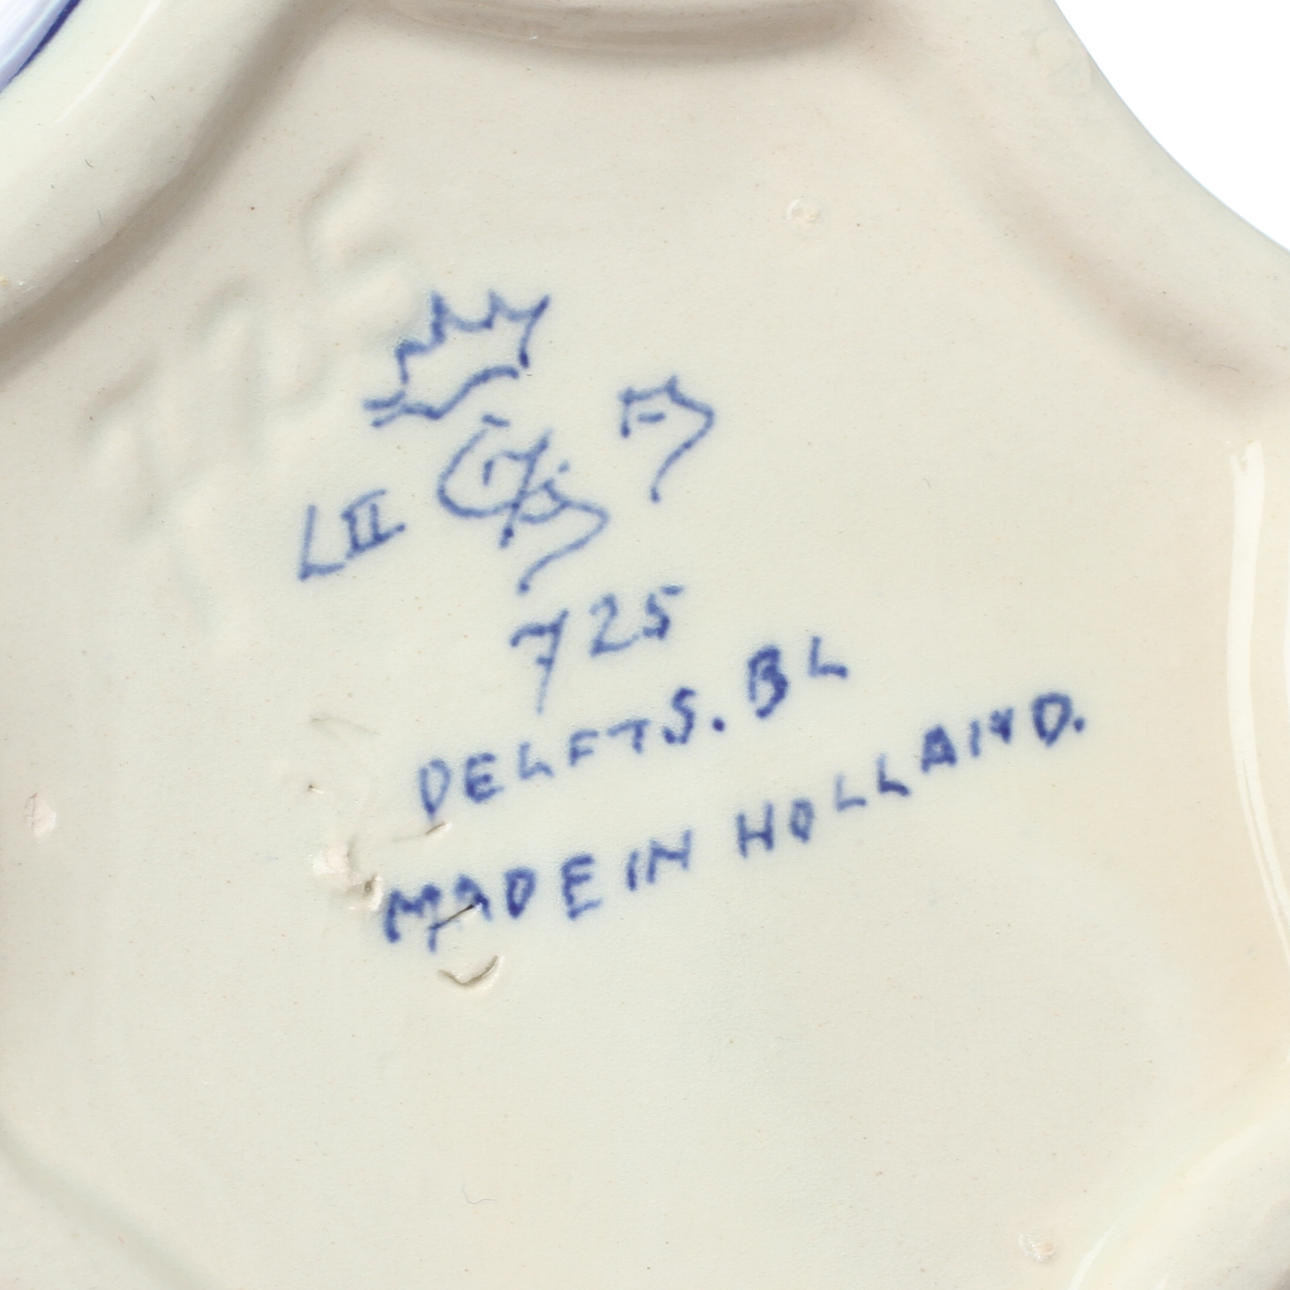 LII
725
DELFTS. BL
MADE IN HOLLAND.